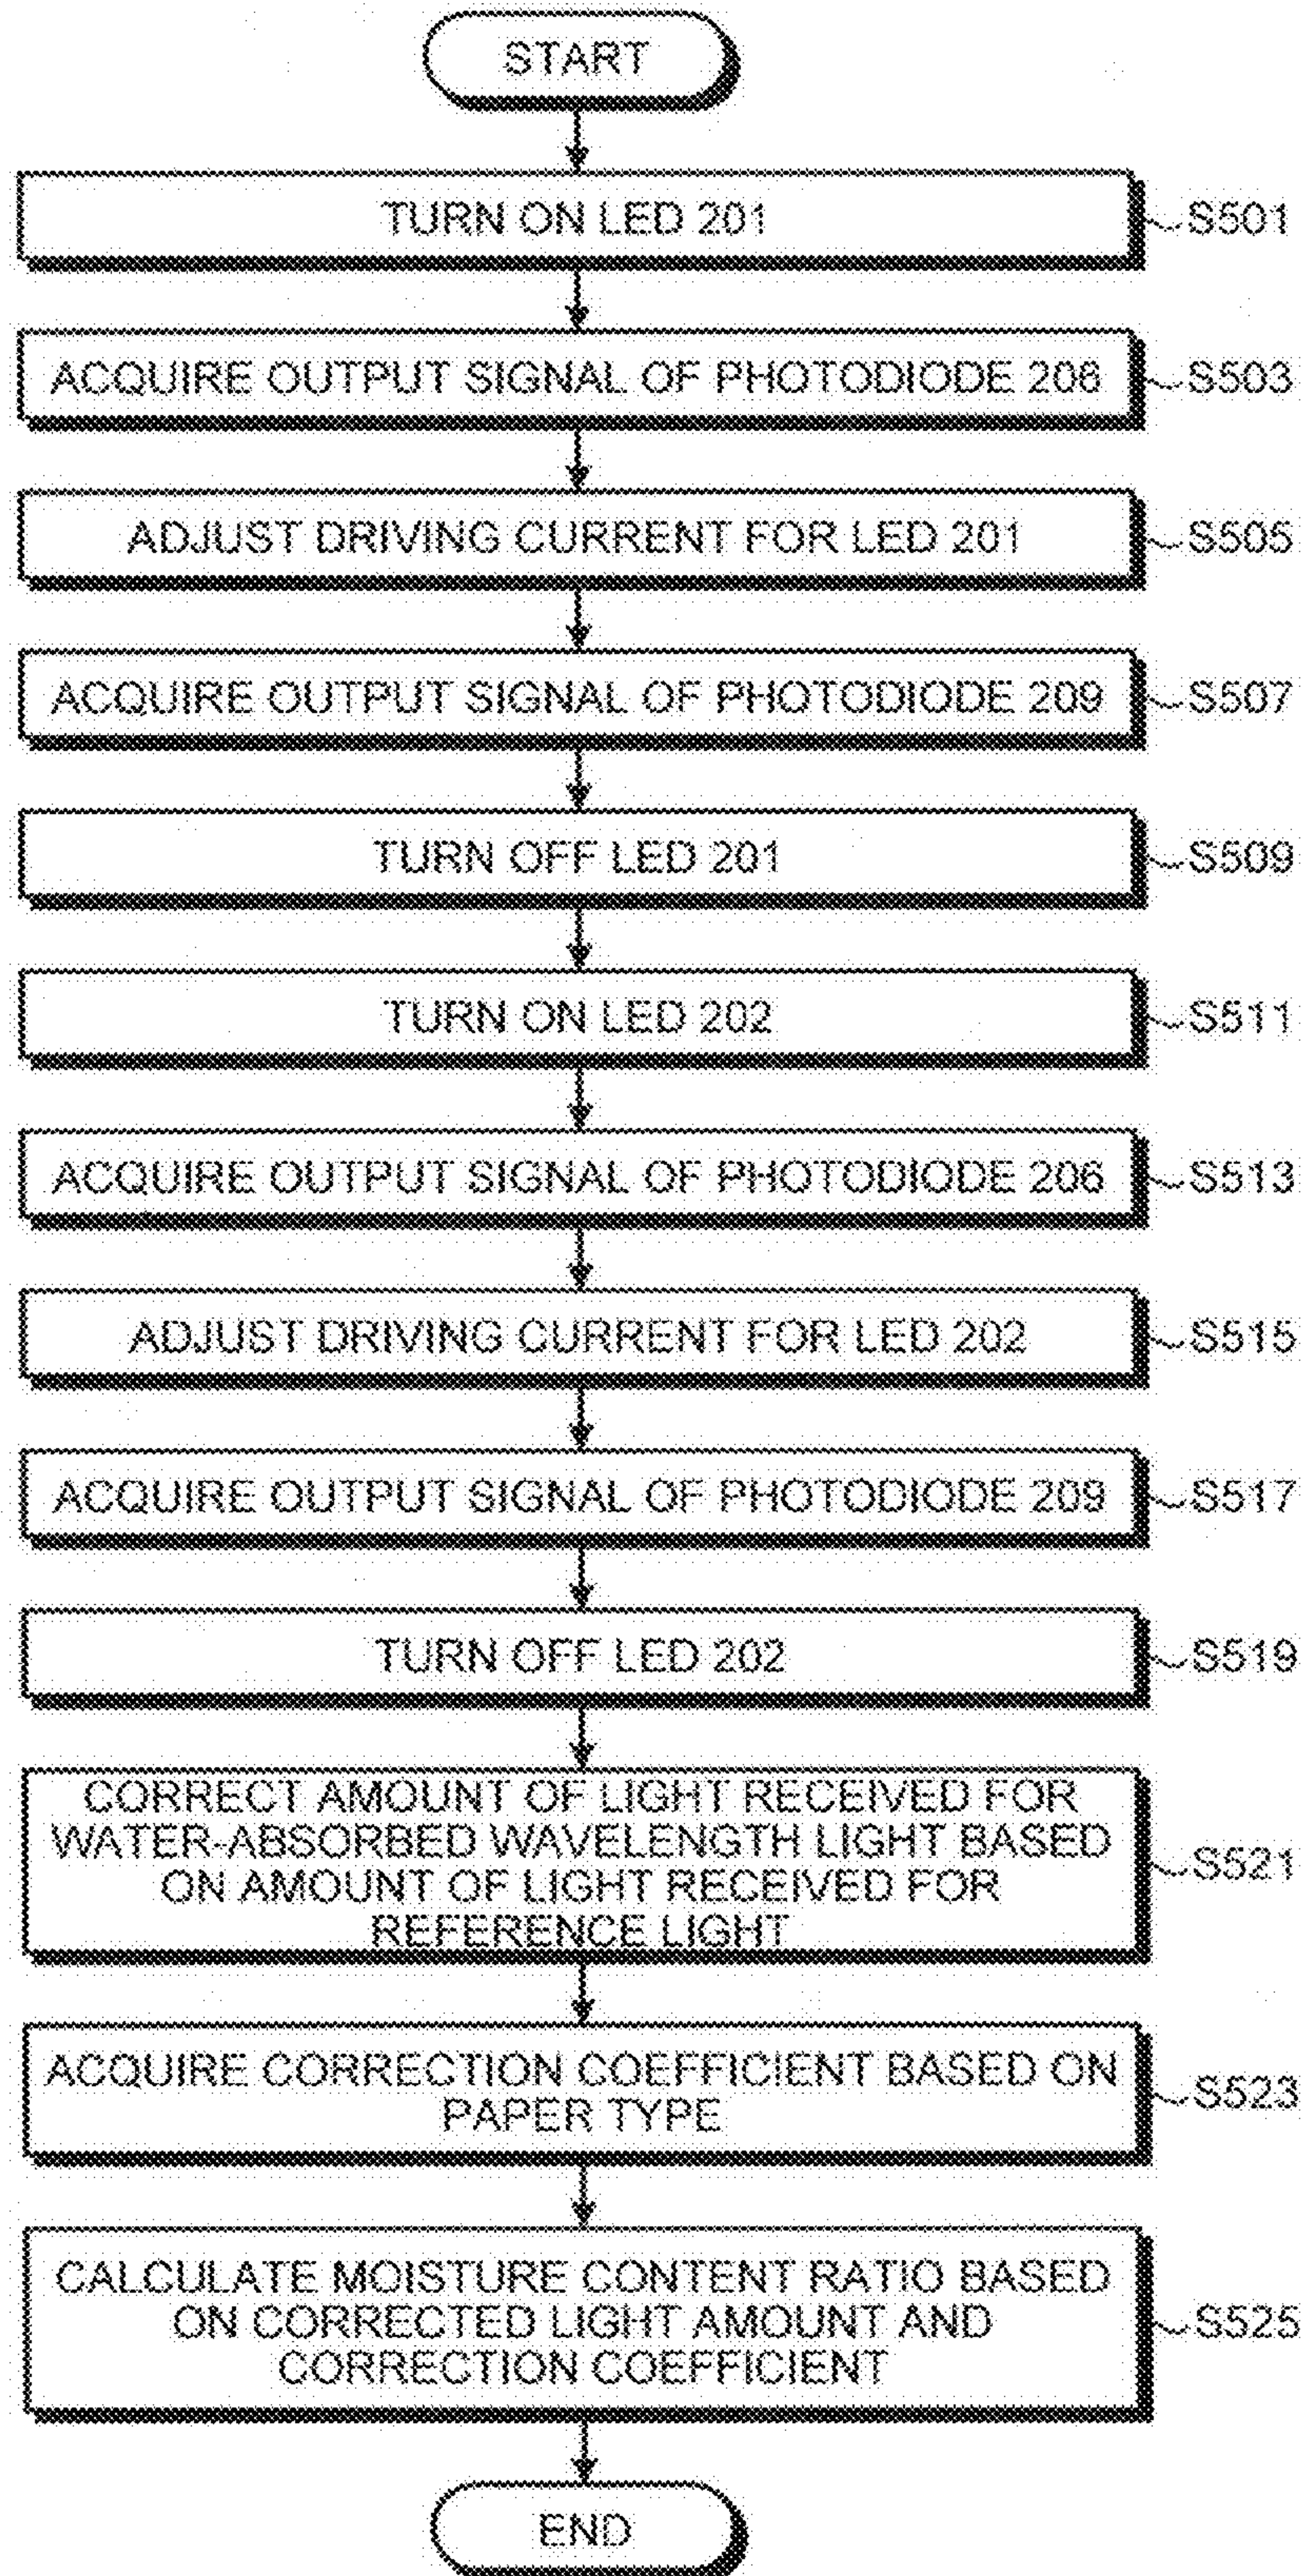 START
TURN ON LED 201
S501
ACQUIRE OUTPUT SIGNAL OF PHOTODIODE 206
S503
ADJUST DRIVING CURRENT FOR LED 201
S505
ACQUIRE OUTPUT SIGNAL OF PHOTODIODE 209
S507
TURN OFF LED 201
S509
TURN ON LED 202
S511
ACQUIRE OUTPUT SIGNAL OF PHOTODIODE 206
S513
ADJUST DRIVING CURRENT FOR LED 202
S515
ACQUIRE OUTPUT SIGNAL OF PHOTODIODE 209
S517
TURN OFF LED 202
S519
CORRECT AMOUNT OF LIGHT RECEIVED FOR
WATER-ABSORBED WAVELENGTH LIGHT BASED
ON AMOUNT OF LIGHT RECEIVED FOR
REFERENCE LIGHT
S521
ACQUIRE CORRECTION COEFFICIENT BASED ON
PAPER TYPE
S523
CALCULATE MOISTURE CONTENT RATIO BASED
ON CORRECTED LIGHT AMOUNT AND
CORRECTION COEFFICIENT
S525
END